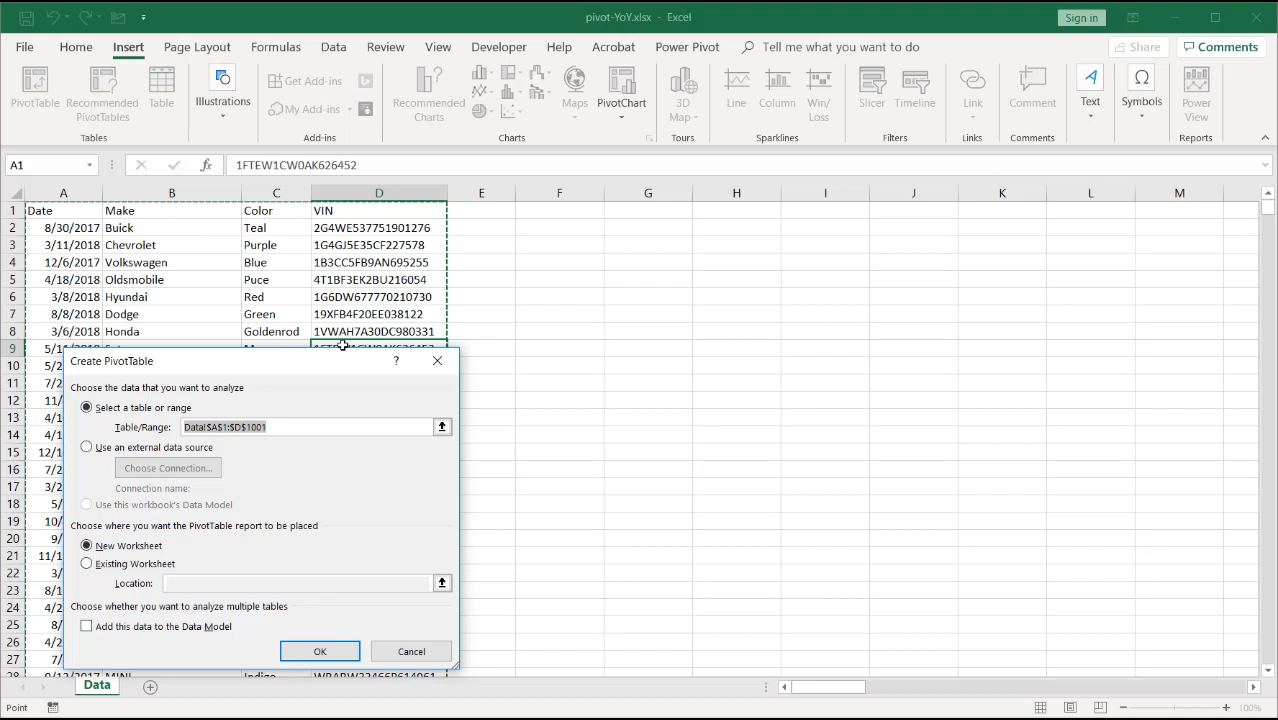 pivot-YoY.xlsx - Excel
Sign in
File Home Insert Page Layout Formulas Data Review View Developer Help Acrobat Power Pivot Tell me what you want to do Share Comments
PivotTable Recommended PivotTables Table Illustrations Get Add-ins My Add-ins Recommended Charts Maps PivotChart 3D Map Line Column Win/Loss Slicer Timeline Link Comment Text Symbols Power View
Tables Add-ins Charts Tours Sparklines Filters Links Comments Reports
A1 fx 1FTEW1CW0AK626452
A B C D E F G H I J K L M
1 Date Make Color VIN
2 8/30/2017 Buick Teal 2G4WE537751901276
3 3/11/2018 Chevrolet Purple 1G4GJ5E35CF227578
4 12/6/2017 Volkswagen Blue 1B3CC5FB9AN695255
5 4/18/2018 Oldsmobile Puce 4T1BF3EK2BU216054
6 3/8/2018 Hyundai Red 1G6DW677770210730
7 8/8/2018 Dodge Green 19XFB4F20EE038122
8 3/6/2018 Honda Goldenrod 1VWAH7A30DC980331
9 5/11
10 5/2
11 7/2
12 11/
13 4/1
14 4/1
15 12/1
16 7/2
17 3/2
18 5/
19 10/
20 9/
21 11/1
22 3/
23 8/1
24 4/2
25 8/
26 4/2
27 7/
28 9/12/2017 MINI Indigo
Create PivotTable ?
Choose the data that you want to analyze
Select a table or range
Table/Range: Data!$A$1:$D$1001
Use an external data source
Choose Connection...
Connection name:
Use this workbook's Data Model
Choose where you want the PivotTable report to be placed
New Worksheet
Existing Worksheet
Location:
Choose whether you want to analyze multiple tables
Add this data to the Data Model
OK Cancel
Data
Point 100%